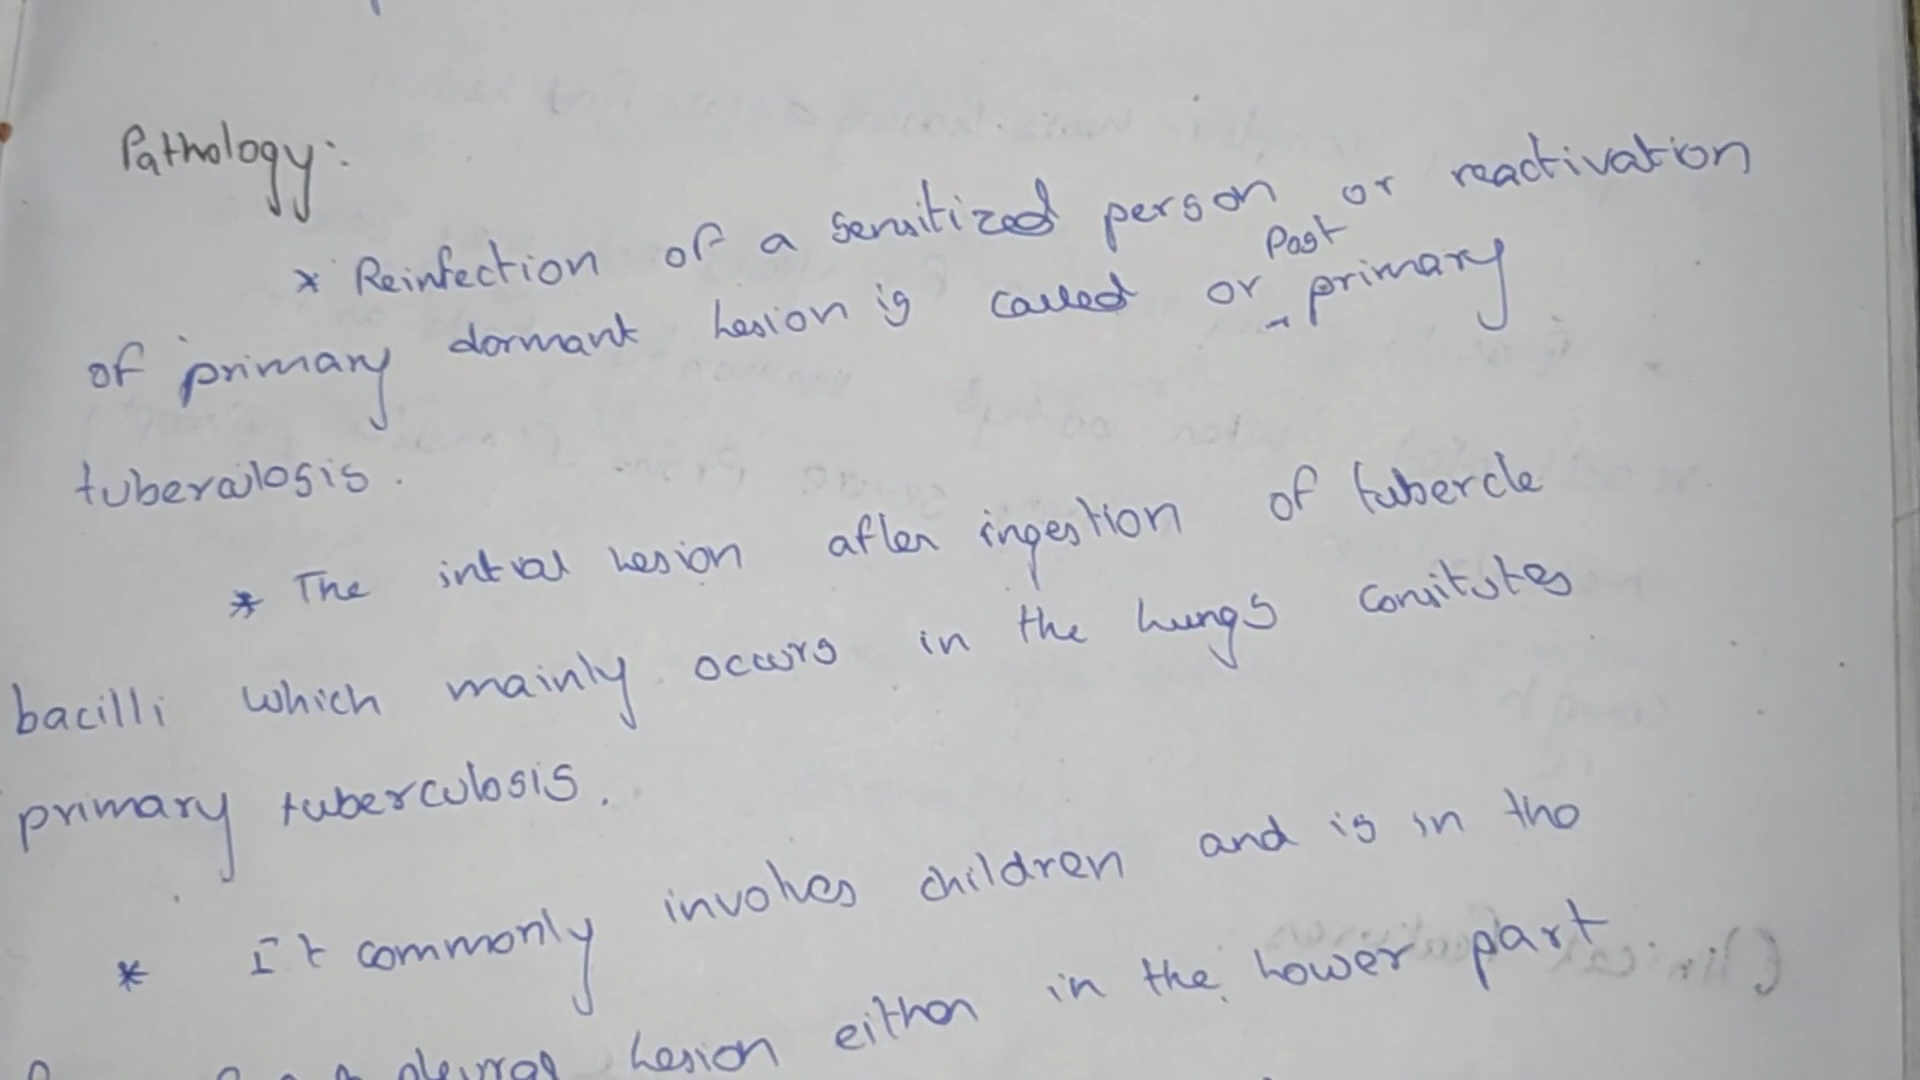 Pathology:
* Reinfection of a sensitized person or reactivation
of primary dormant lesion is called or Post primary
tuberculosis.
* The intial lesion after ingestion of tubercle
bacilli which mainly occurs in the lungs consitutes
primary tuberculosis.
* It commonly involves children and is in the
lesion either in the lower part